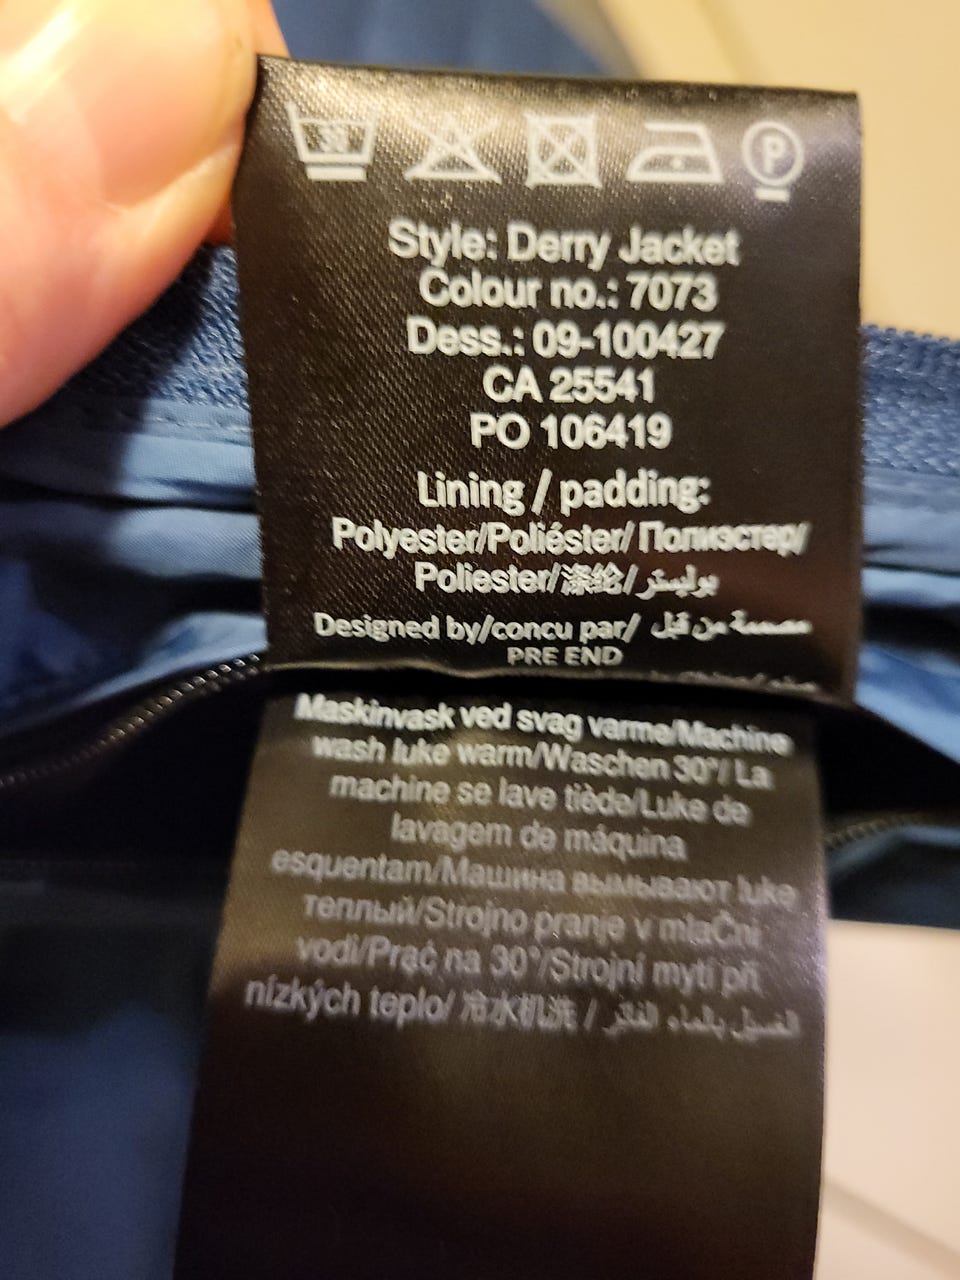 30
P
Style: Derry Jacket
Colour no.: 7073
Dess.: 09-100427
CA 25541
PO 106419
Lining / padding:
Polyester/Poliéster/ Полиэстер/
Poliester/涤纶/ بوليستر
Designed by/concu par/ مصممة من قبل
PRE END
Maskinvask ved svag varme/Machine
wash luke warm/Waschen 30°/ La
machine se lave tiède/Luke de
lavagem de máquina
esquentam/Машина вымывают luke
теплый/Strojno pranje v mlaČni
vodi/Prać na 30°/Strojní mytí při
nízkých teplo/ 冷水机洗 / الغسيل بالماء الفاتر